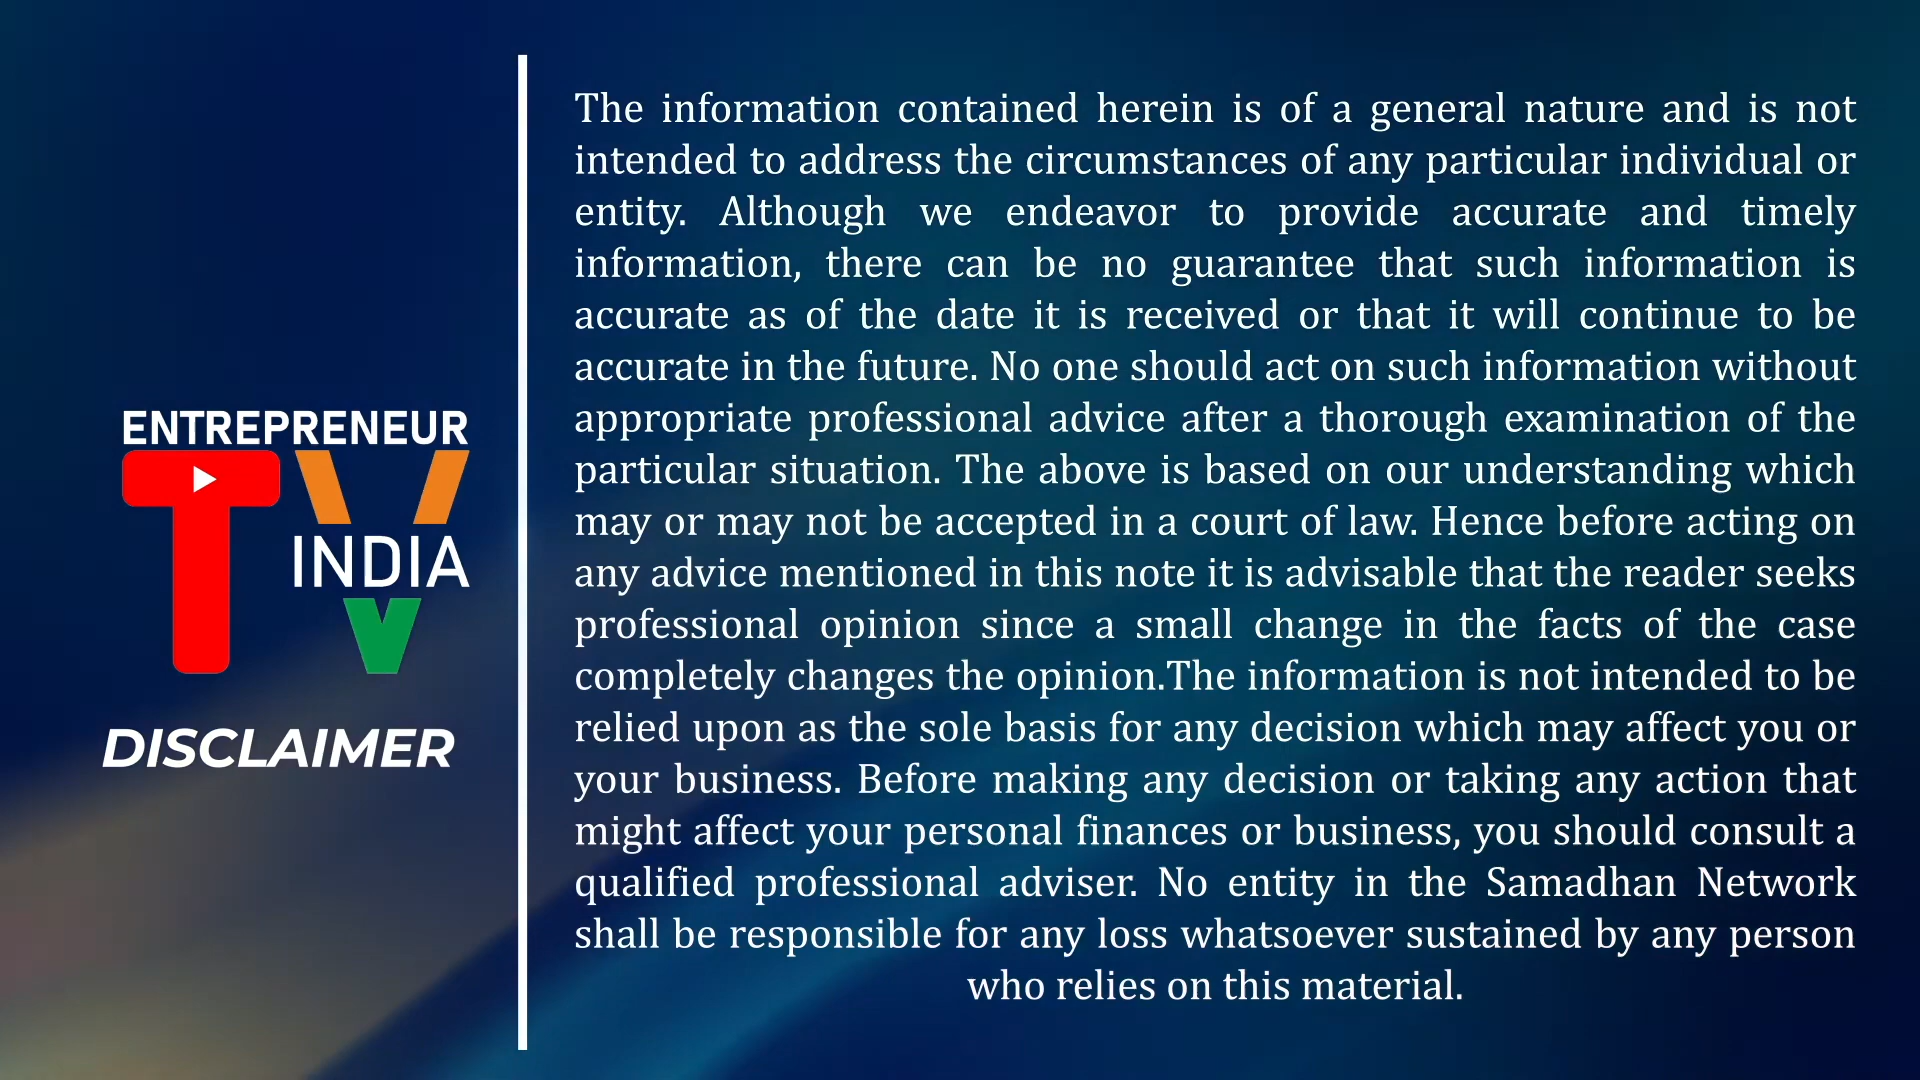 ENTREPRENEUR
INDIA
DISCLAIMER
The information contained herein is of a general nature and is not
intended to address the circumstances of any particular individual or
entity. Although we endeavor to provide accurate and timely
information, there can be no guarantee that such information is
accurate as of the date it is received or that it will continue to be
accurate in the future. No one should act on such information without
appropriate professional advice after a thorough examination of the
particular situation. The above is based on our understanding which
may or may not be accepted in a court of law. Hence before acting on
any advice mentioned in this note it is advisable that the reader seeks
professional opinion since a small change in the facts of the case
completely changes the opinion.The information is not intended to be
relied upon as the sole basis for any decision which may affect you or
your business. Before making any decision or taking any action that
might affect your personal finances or business, you should consult a
qualified professional adviser. No entity in the Samadhan Network
shall be responsible for any loss whatsoever sustained by any person
who relies on this material.